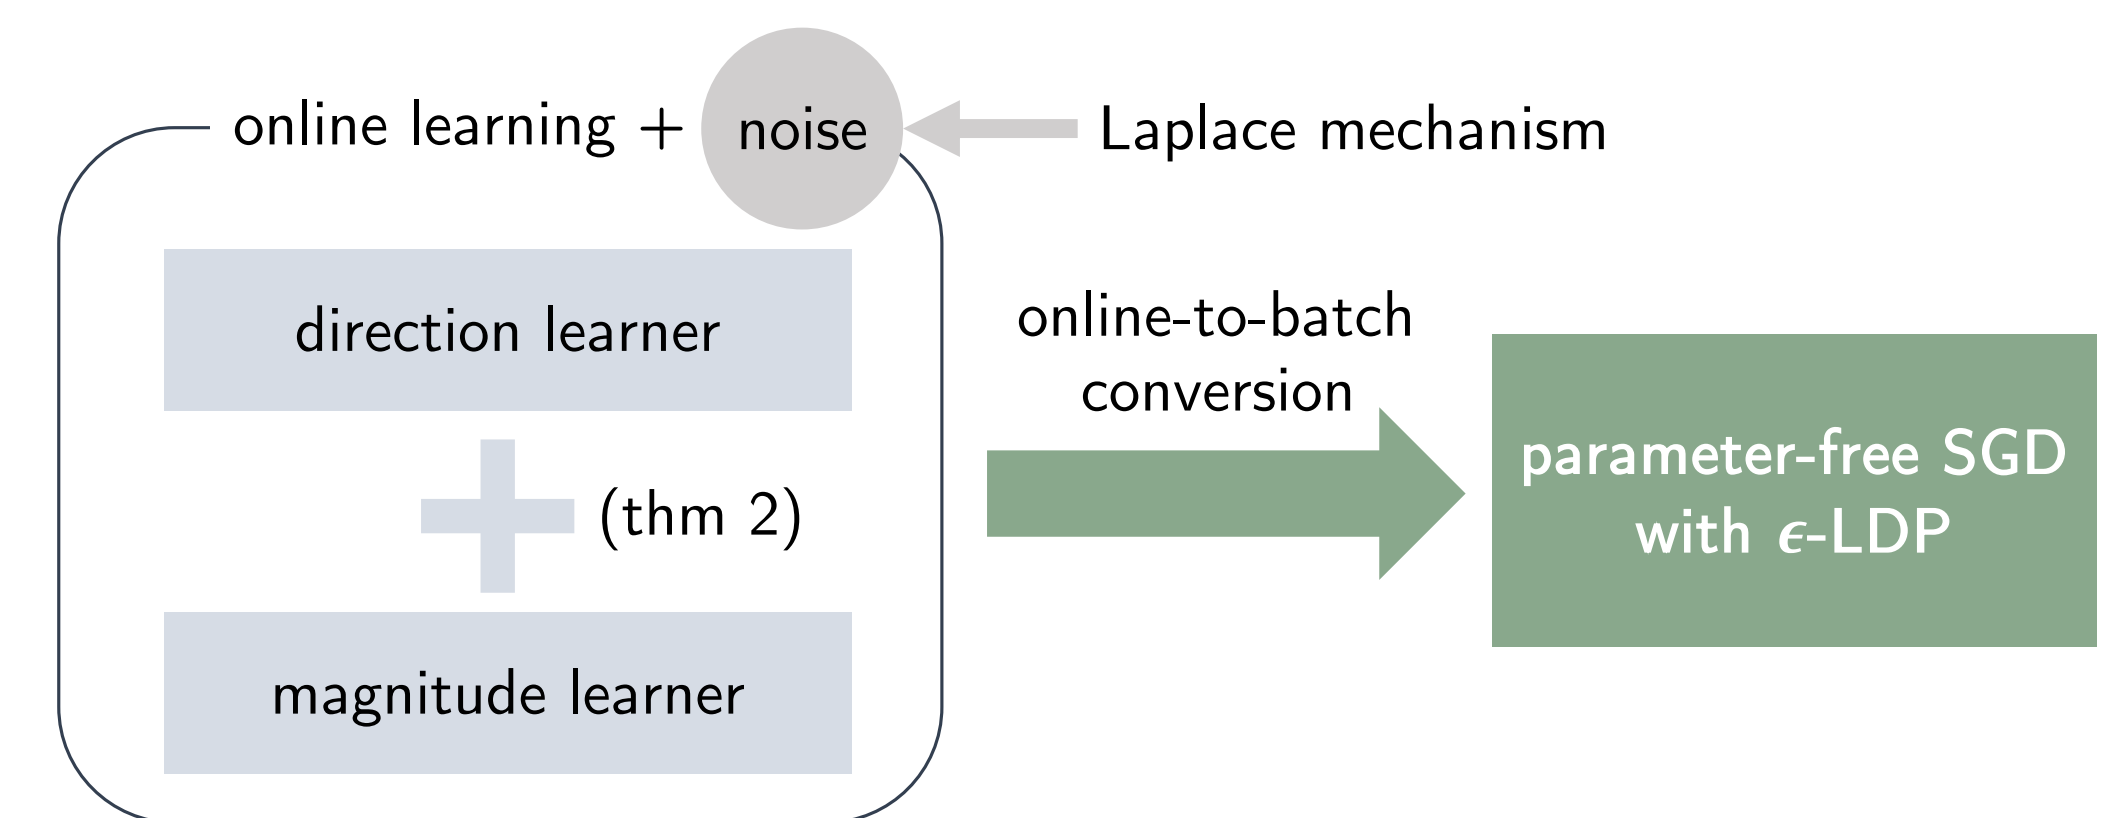 online learning + noise
Laplace mechanism
direction learner
(thm 2)
magnitude learner
online-to-batch
conversion
parameter-free SGD
with ϵ-LDP